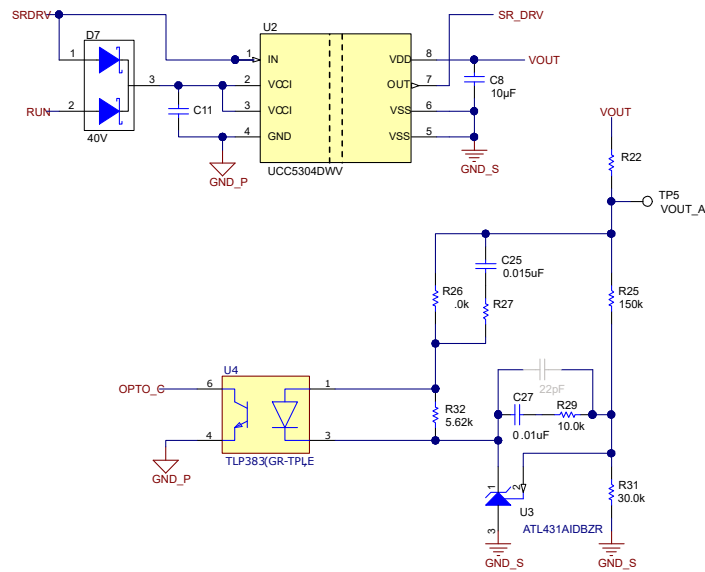 SRDRV
D7
1
3
RUN
2
40V
C11
U2
1
IN
2
VCCI
3
VCCI
4
GND
VDD
8
OUT
7
VSS
6
VSS
5
UCC5304DWV
GND_P
SR_DRV
VOUT
C8
10µF
GND_S
VOUT
R22
TP5
VOUT_A
C25
0.015uF
R26
.0k
R27
R25
150k
U4
OPTO_C
6
1
4
3
TLP383(GR-TPL,E
GND_P
R32
5.62k
22pF
C27
0.01uF
R29
10.0k
1
2
3
U3
ATL431AIDBZR
R31
30.0k
GND_S
GND_S